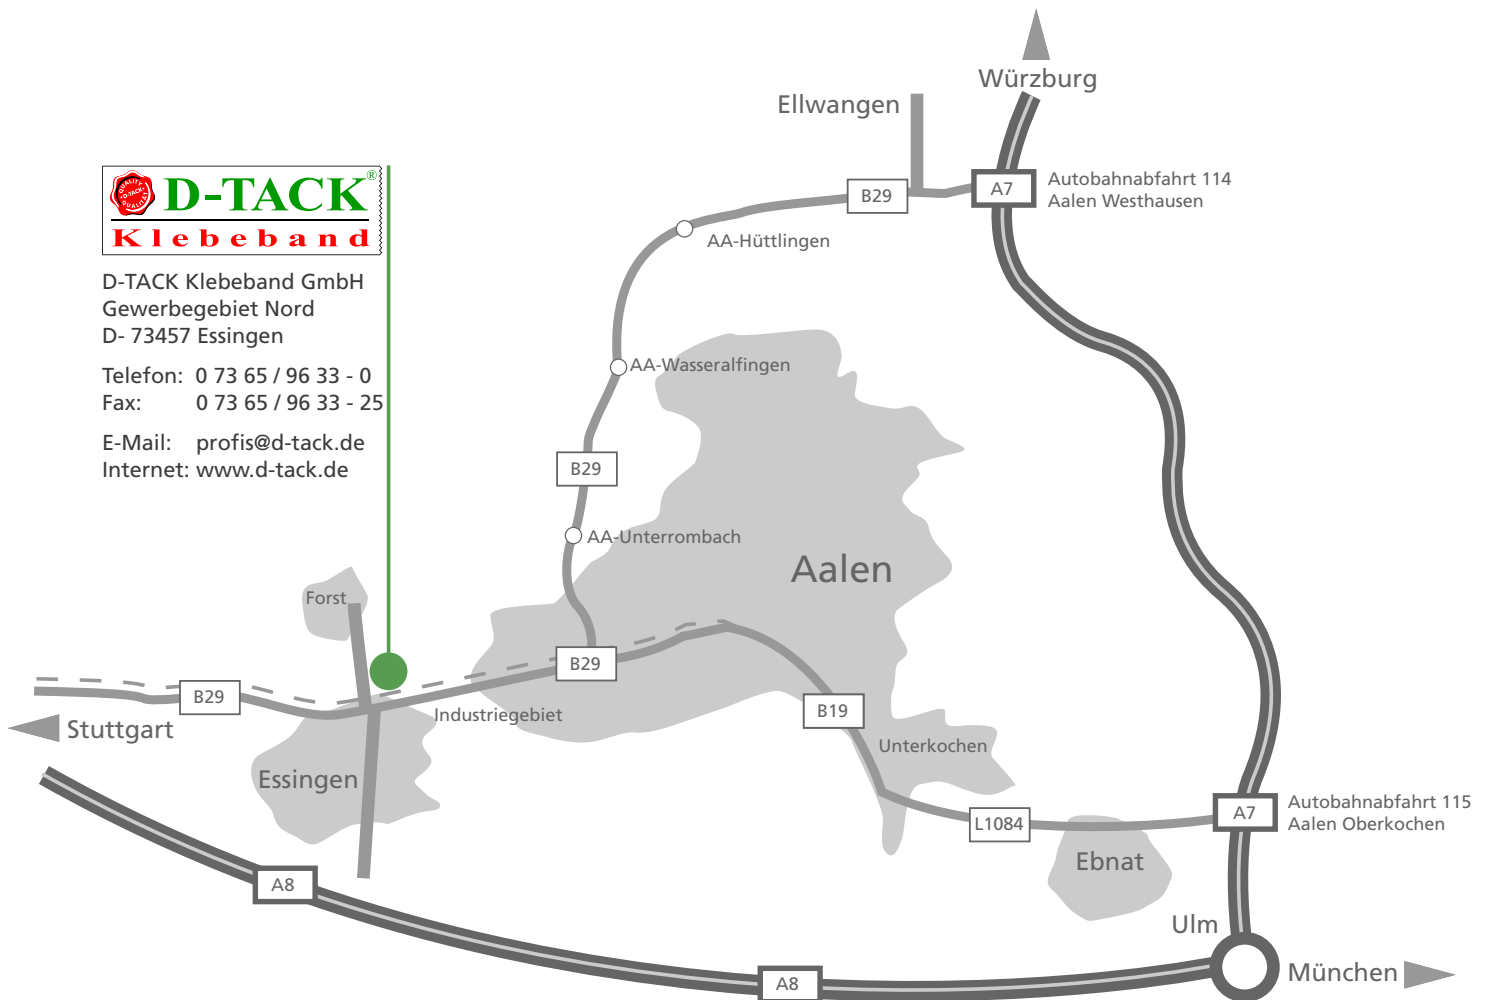 Würzburg
Ellwangen
B29
A7
Autobahnabfahrt 114
Aalen Westhausen
QUALITY
D-TACK
QUALITÄT
D-TACK®
Klebeband
D-TACK Klebeband GmbH
Gewerbegebiet Nord
D- 73457 Essingen
Telefon: 0 73 65 / 96 33 - 0
Fax: 0 73 65 / 96 33 - 25
E-Mail: profis@d-tack.de
Internet: www.d-tack.de
AA-Hüttlingen
AA-Wasseralfingen
B29
AA-Unterrombach
Aalen
Forst
B29
B29
Stuttgart
Industriegebiet
B19
Unterkochen
Essingen
L1084
A7
Autobahnabfahrt 115
Aalen Oberkochen
Ebnat
A8
Ulm
München
A8